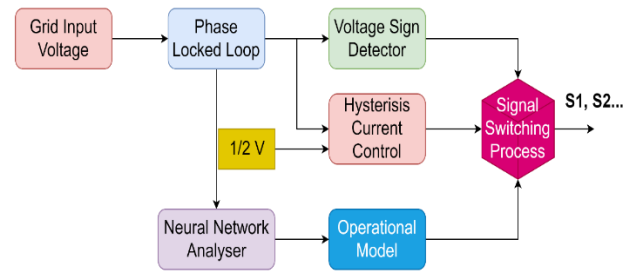 Grid Input
Voltage
Phase
Locked Loop
Voltage Sign
Detector
Hysterisis
Current
Control
1/2 V
Signal
Switching
Process
S1, S2...
Neural Network
Analyser
Operational
Model